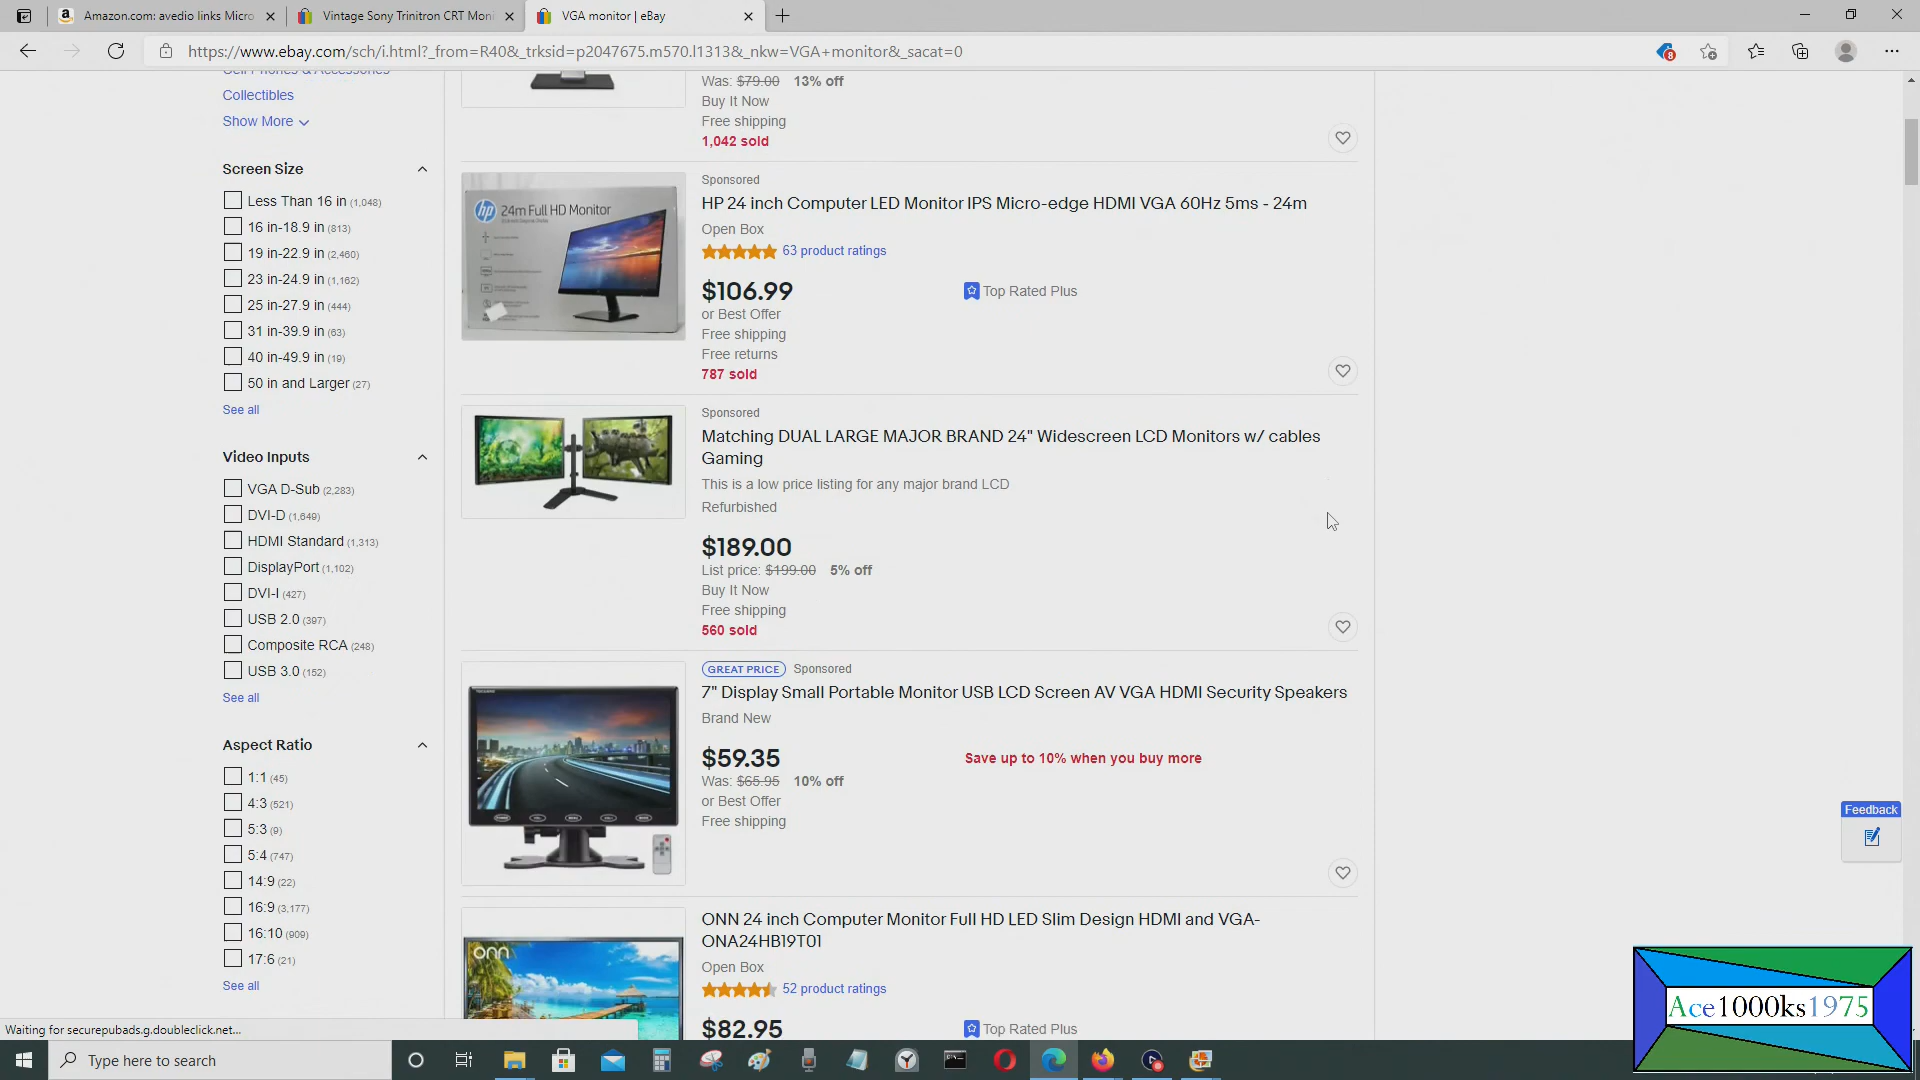 Amazon.com: avedio links Micro
Vintage Sony Trinitron CRT Moni
VGA monitor | eBay
https://www.ebay.com/sch/i.html?_from=R40&_trksid=p2047675.m570.l1313&_nkw=VGA+monitor&_sacat=0
8
Cell Phones & Accessories
Collectibles
Show More
Screen Size
Less Than 16 in (1,048)
16 in-18.9 in (813)
19 in-22.9 in (2,460)
23 in-24.9 in (1,162)
25 in-27.9 in (444)
31 in-39.9 in (63)
40 in-49.9 in (19)
50 in and Larger (27)
See all
Video Inputs
VGA D-Sub (2,283)
DVI-D (1,649)
HDMI Standard (1,313)
DisplayPort (1,102)
DVI-I (427)
USB 2.0 (397)
Composite RCA (248)
USB 3.0 (152)
See all
Aspect Ratio
1:1 (45)
4:3 (521)
5:3 (9)
5:4 (747)
14:9 (22)
16:9 (3,177)
16:10 (909)
17:6 (21)
See all
Was: $79.00 13% off
Buy It Now
Free shipping
1,042 sold
hp 24m Full HD Monitor
Sponsored
HP 24 inch Computer LED Monitor IPS Micro-edge HDMI VGA 60Hz 5ms - 24m
Open Box
63 product ratings
$106.99
Top Rated Plus
or Best Offer
Free shipping
Free returns
787 sold
Sponsored
Matching DUAL LARGE MAJOR BRAND 24" Widescreen LCD Monitors w/ cables
Gaming
This is a low price listing for any major brand LCD
Refurbished
$189.00
List price: $199.00 5% off
Buy It Now
Free shipping
560 sold
GREAT PRICE Sponsored
7" Display Small Portable Monitor USB LCD Screen AV VGA HDMI Security Speakers
Brand New
$59.35
Save up to 10% when you buy more
Was: $65.95 10% off
or Best Offer
Free shipping
onn
ONN 24 inch Computer Monitor Full HD LED Slim Design HDMI and VGA-
ONA24HB19T01
Open Box
52 product ratings
$82.95
Top Rated Plus
Feedback
Ace1000ks1975
Waiting for securepubads.g.doubleclick.net...
Type here to search